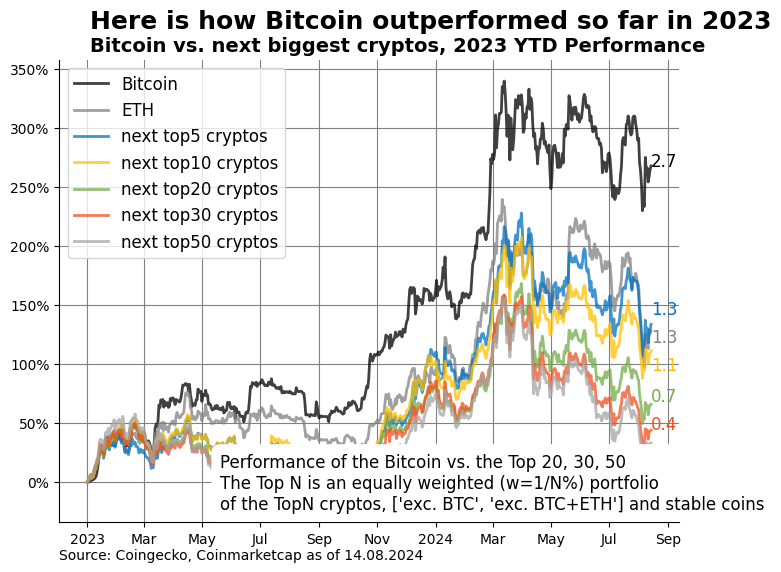 Here is how Bitcoin outperformed so far in 2023
Bitcoin vs. next biggest cryptos, 2023 YTD Performance
350%
300%
250%
200%
150%
100%
50%
0%
Bitcoin
ETH
next top5 cryptos
next top10 cryptos
next top20 cryptos
next top30 cryptos
next top50 cryptos
2.7
1.3
1.3
1.1
0.7
0.4
Performance of the Bitcoin vs. the Top 20, 30, 50
The Top N is an equally weighted (w=1/N%) portfolio
of the TopN cryptos, ['exc. BTC', 'exc. BTC+ETH'] and stable coins
2023 Mar May Jul Sep Nov 2024 Mar May Jul Sep
Source: Coingecko, Coinmarketcap as of 14.08.2024